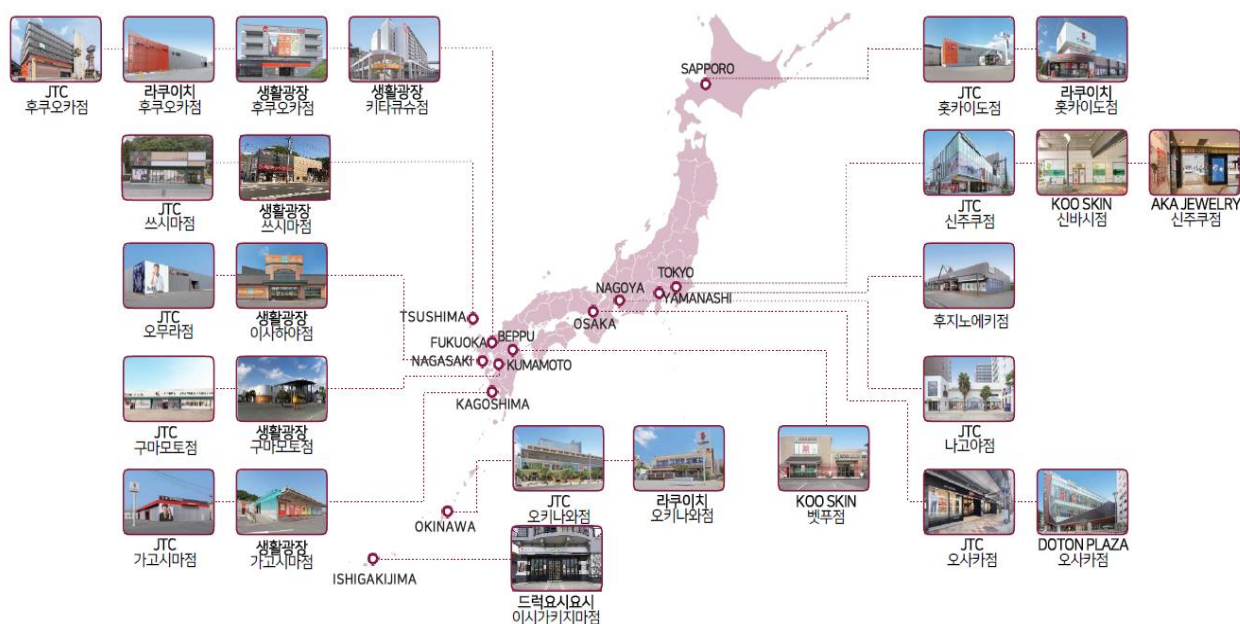 JTC
후쿠오카점
라쿠이치
후쿠오카점
생활광장
후쿠오카점
생활광장
키타큐슈점
JTC
쓰시마점
생활광장
쓰시마점
JTC
오무라점
생활광장
이사하야점
JTC
구마모토점
생활광장
구마모토점
JTC
가고시마점
생활광장
가고시마점
SAPPORO
TOKYO
NAGOYA
YAMANASHI
OSAKA
TSUSHIMA
BEPPU
FUKUOKA
NAGASAKI
KUMAMOTO
KAGOSHIMA
OKINAWA
ISHIGAKIJIMA
JTC
오키나와점
라쿠이치
오키나와점
드럭요시요시
이시가키지마점
KOO SKIN
벳푸점
JTC
홋카이도점
라쿠이치
홋카이도점
JTC
신주쿠점
KOO SKIN
신바시점
AKA JEWELRY
신주쿠점
후지노에키점
JTC
나고야점
JTC
오사카점
DOTON PLAZA
오사카점